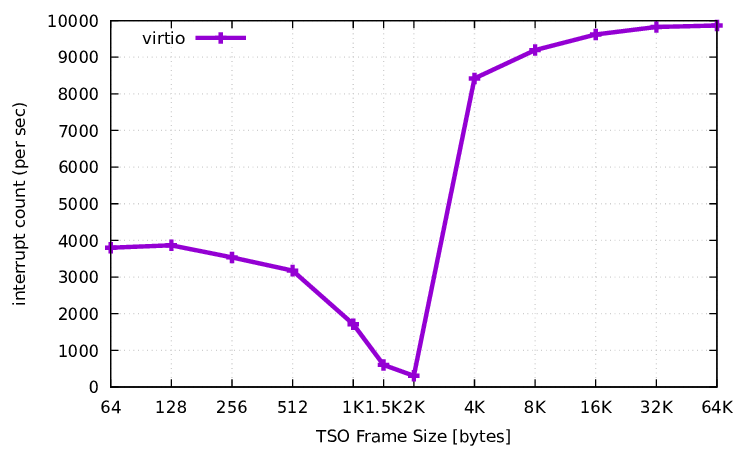 10000
virtio
9000
8000
7000
6000
5000
4000
3000
2000
1000
0
interrupt count (per sec)
64 128 256 512 1K1.5K2K 4K 8K 16K 32K 64K
TSO Frame Size [bytes]